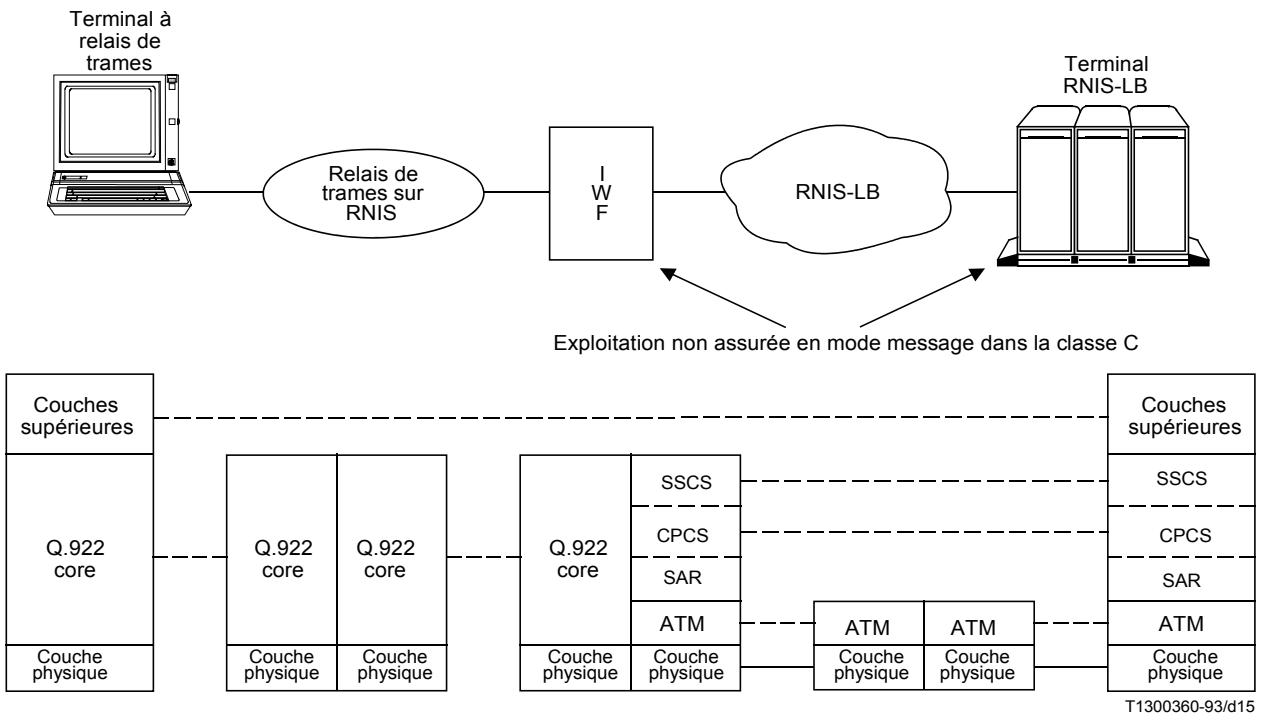 Terminal à
relais de
trames
Terminal
RNIS-LB
Relais de
trames sur
RNIS
I
W
F
RNIS-LB
Exploitation non assurée en mode message dans la classe C
Couches
supérieures
Couches
supérieures
Q.922
core
Q.922
core
Q.922
core
Q.922
core
SSCS
CPCS
SAR
ATM
ATM
ATM
SSCS
CPCS
SAR
ATM
Couche
physique
Couche
physique
Couche
physique
Couche
physique
Couche
physique
Couche
physique
Couche
physique
Couche
physique
T1300360-93/d15